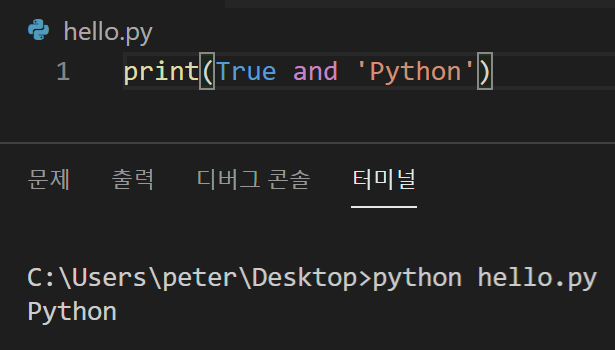 hello.py
1 print(True and 'Python')
문제 출력 디버그 콘솔 터미널
C:\Users\peter\Desktop>python hello.py
Python